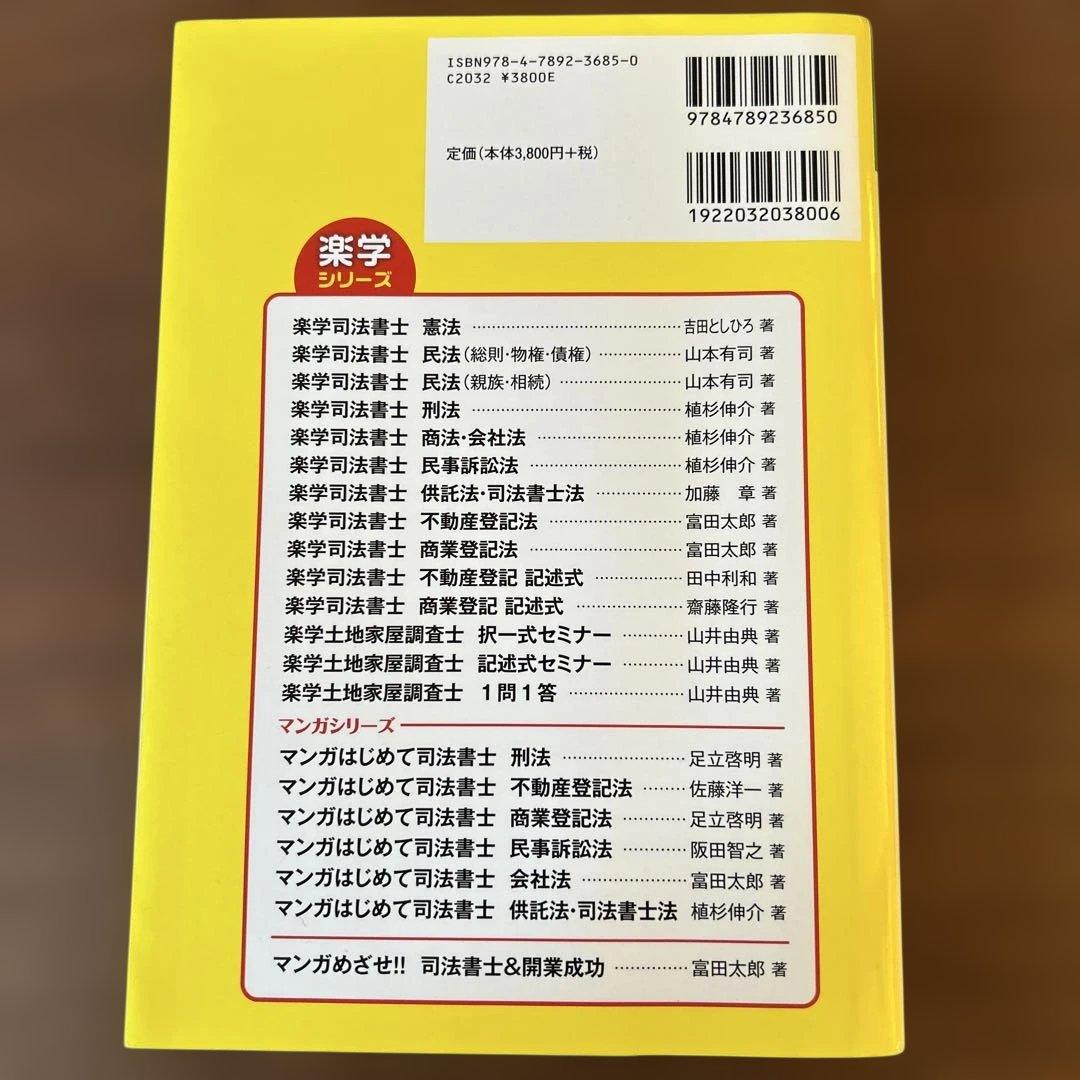 ISBN978-4-7892-3685-0
C2032 ¥3800E
9784789236850
定価(本体3,800円+税)
1922032038006
楽学
シリーズ
楽学司法書士 憲法 ………… 吉田としひろ 著
楽学司法書士 民法(総則・物権・債権) ………… 山本有司 著
楽学司法書士 民法(親族・相続) ………… 山本有司 著
楽学司法書士 刑法 ………… 植杉伸介 著
楽学司法書士 商法・会社法 ………… 植杉伸介 著
楽学司法書士 民事訴訟法 ………… 植杉伸介 著
楽学司法書士 供託法・司法書士法 ………… 加藤 章 著
楽学司法書士 不動産登記法 ………… 富田太郎 著
楽学司法書士 商業登記法 ………… 富田太郎 著
楽学司法書士 不動産登記 記述式 ………… 田中利和 著
楽学司法書士 商業登記 記述式 ………… 齋藤隆行 著
楽学土地家屋調査士 択一式セミナー ………… 山井由典 著
楽学土地家屋調査士 記述式セミナー ………… 山井由典 著
楽学土地家屋調査士 1問1答 ………… 山井由典 著
マンガシリーズ
マンガはじめて司法書士 刑法 ………… 足立啓明 著
マンガはじめて司法書士 不動産登記法 ……… 佐藤洋一 著
マンガはじめて司法書士 商業登記法 ………… 足立啓明 著
マンガはじめて司法書士 民事訴訟法 ………… 阪田智之 著
マンガはじめて司法書士 会社法 ………… 富田太郎 著
マンガはじめて司法書士 供託法・司法書士法 植杉伸介 著
マンガめざせ!! 司法書士&開業成功 ………… 富田太郎 著